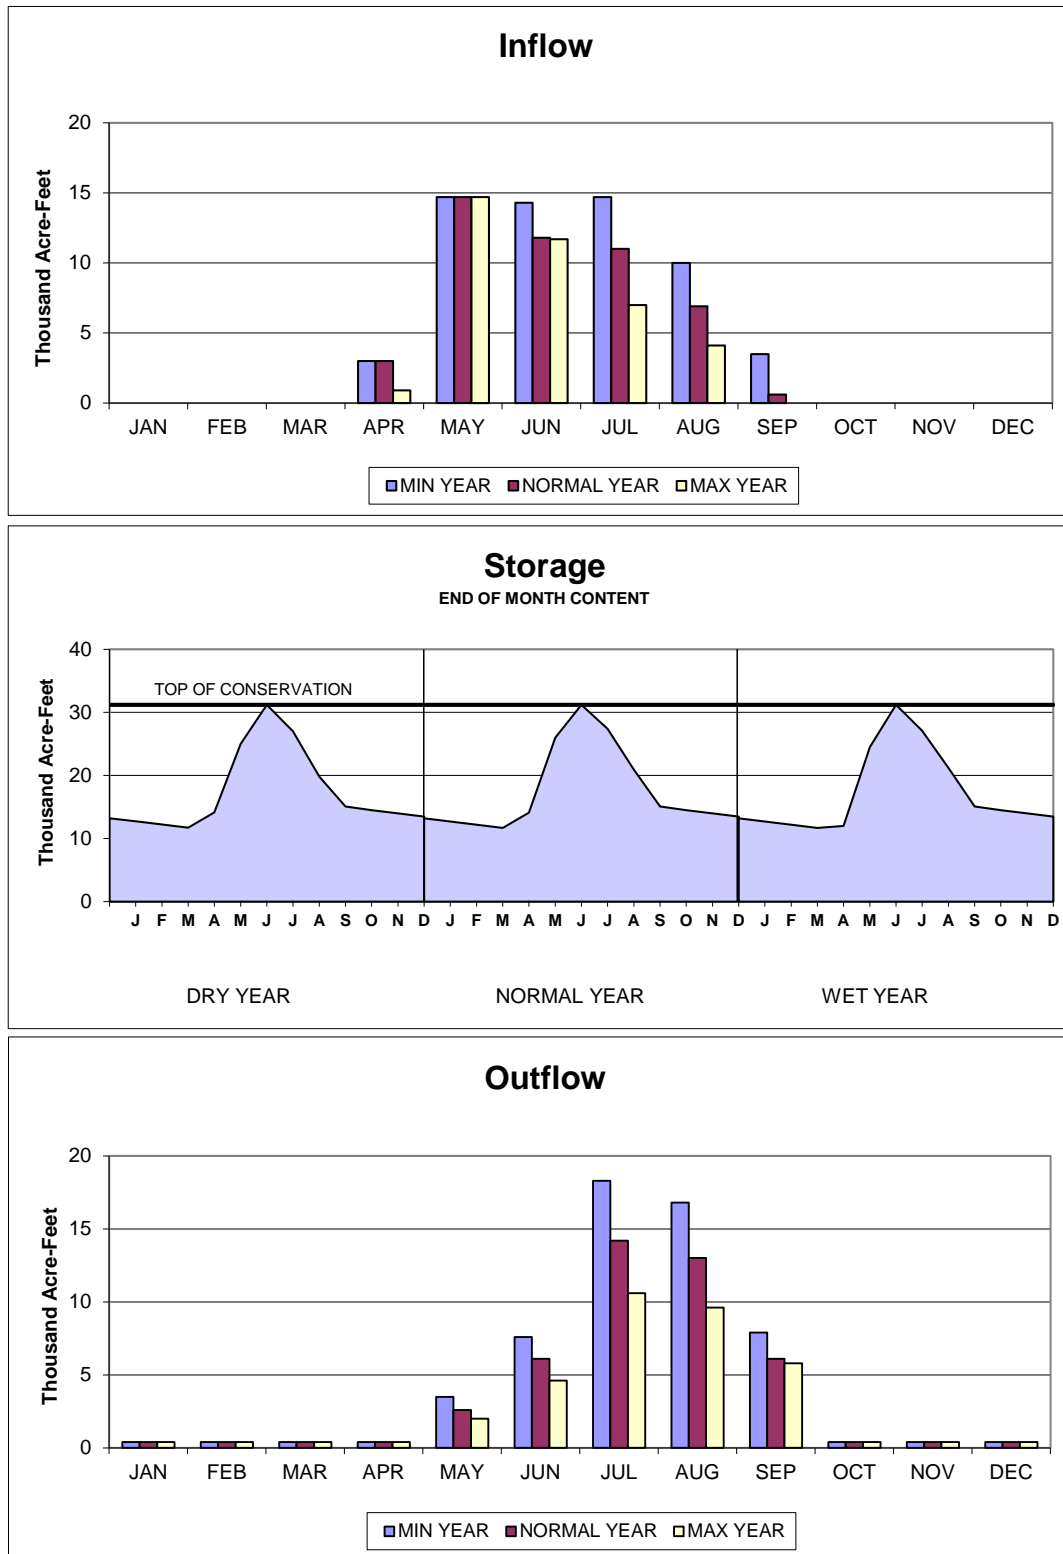 Inflow
Thousand Acre-Feet
20
15
10
5
0
JAN FEB MAR APR MAY JUN JUL AUG SEP OCT NOV DEC
MIN YEAR NORMAL YEAR MAX YEAR
Storage
END OF MONTH CONTENT
Thousand Acre-Feet
40
30
20
10
0
TOP OF CONSERVATION
J F M A M J J A S O N D J F M A M J J A S O N D J F M A M J J A S O N D
DRY YEAR NORMAL YEAR WET YEAR
Outflow
Thousand Acre-Feet
20
15
10
5
0
JAN FEB MAR APR MAY JUN JUL AUG SEP OCT NOV DEC
MIN YEAR NORMAL YEAR MAX YEAR